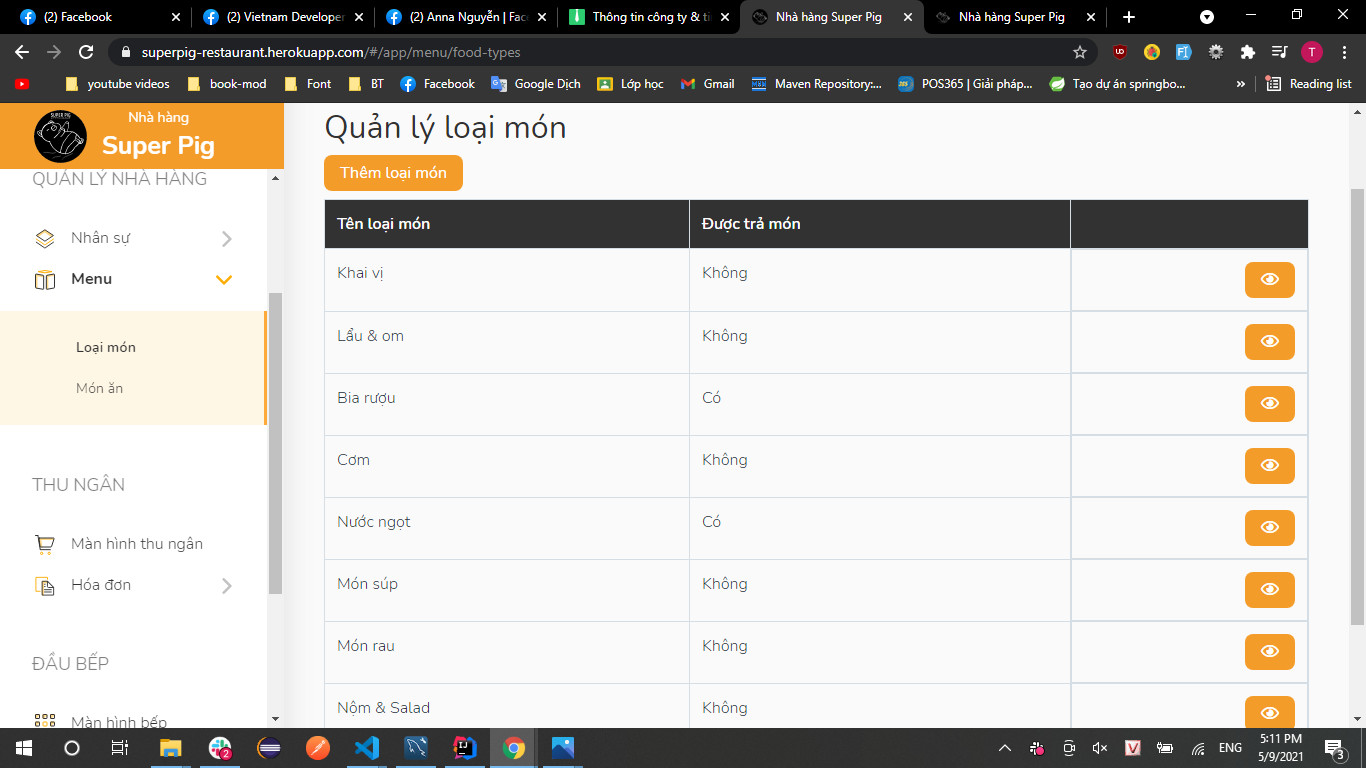 (2) Facebook
(2) Vietnam Developer
(2) Anna Nguyễn | Fac
Thông tin công ty & ti
Nhà hàng Super Pig
Nhà hàng Super Pig
superpig-restaurant.herokuapp.com/#/app/menu/food-types
T
youtube videos
book-mod
Font
BT
Facebook
Google Dịch
Lớp học
Gmail
Maven Repository:...
POS365 | Giải pháp...
Tạo dự án springbo...
»
Reading list
Nhà hàng
Super Pig
QUẢN LÝ NHÀ HÀNG
Nhân sự
Menu
Loại món
Món ăn
THU NGÂN
Màn hình thu ngân
Hóa đơn
ĐẦU BẾP
Màn hình bếp
Quản lý loại món
Thêm loại món
Tên loại món Được trả món
Khai vị Không
Lẩu & om Không
Bia rượu Có
Cơm Không
Nước ngọt Có
Món súp Không
Món rau Không
Nộm & Salad Không
ENG
5:11 PM
5/9/2021
3